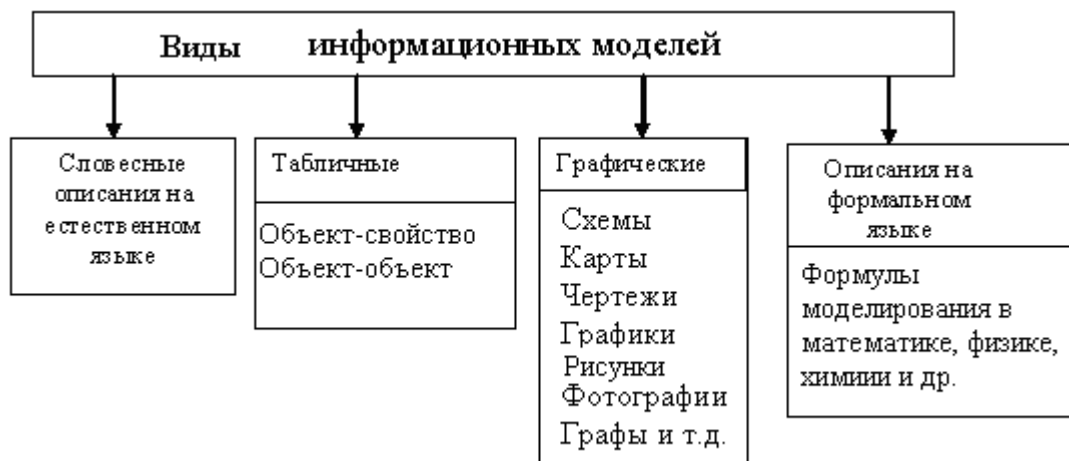 Виды информационных моделей
Словесные
описания на
естественном
языке
Табличные
Объект-свойство
Объект-объект
Графические
Схемы
Карты
Чертежи
Графики
Рисунки
Фотографии
Графы и т.д.
Описания на
формальном
языке
Формулы
моделирования в
математике, физике,
химиии и др.